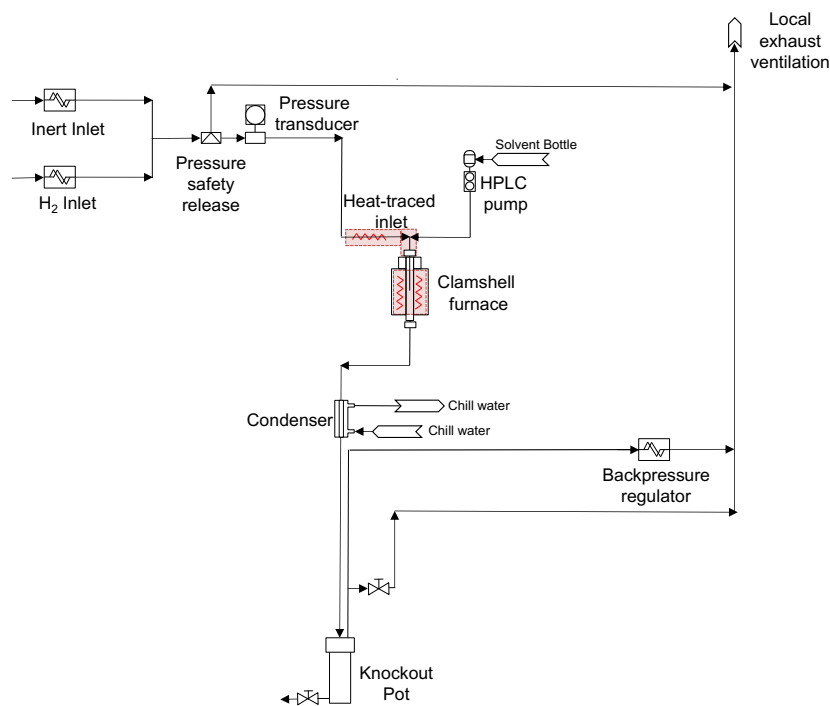 Local
exhaust
ventilation
Inert Inlet
Pressure
transducer
H2 Inlet
Pressure
safety
release
Solvent Bottle
HPLC
pump
Heat-traced
inlet
Clamshell
furnace
Condenser
Chill water
Chill water
Backpressure
regulator
Knockout
Pot